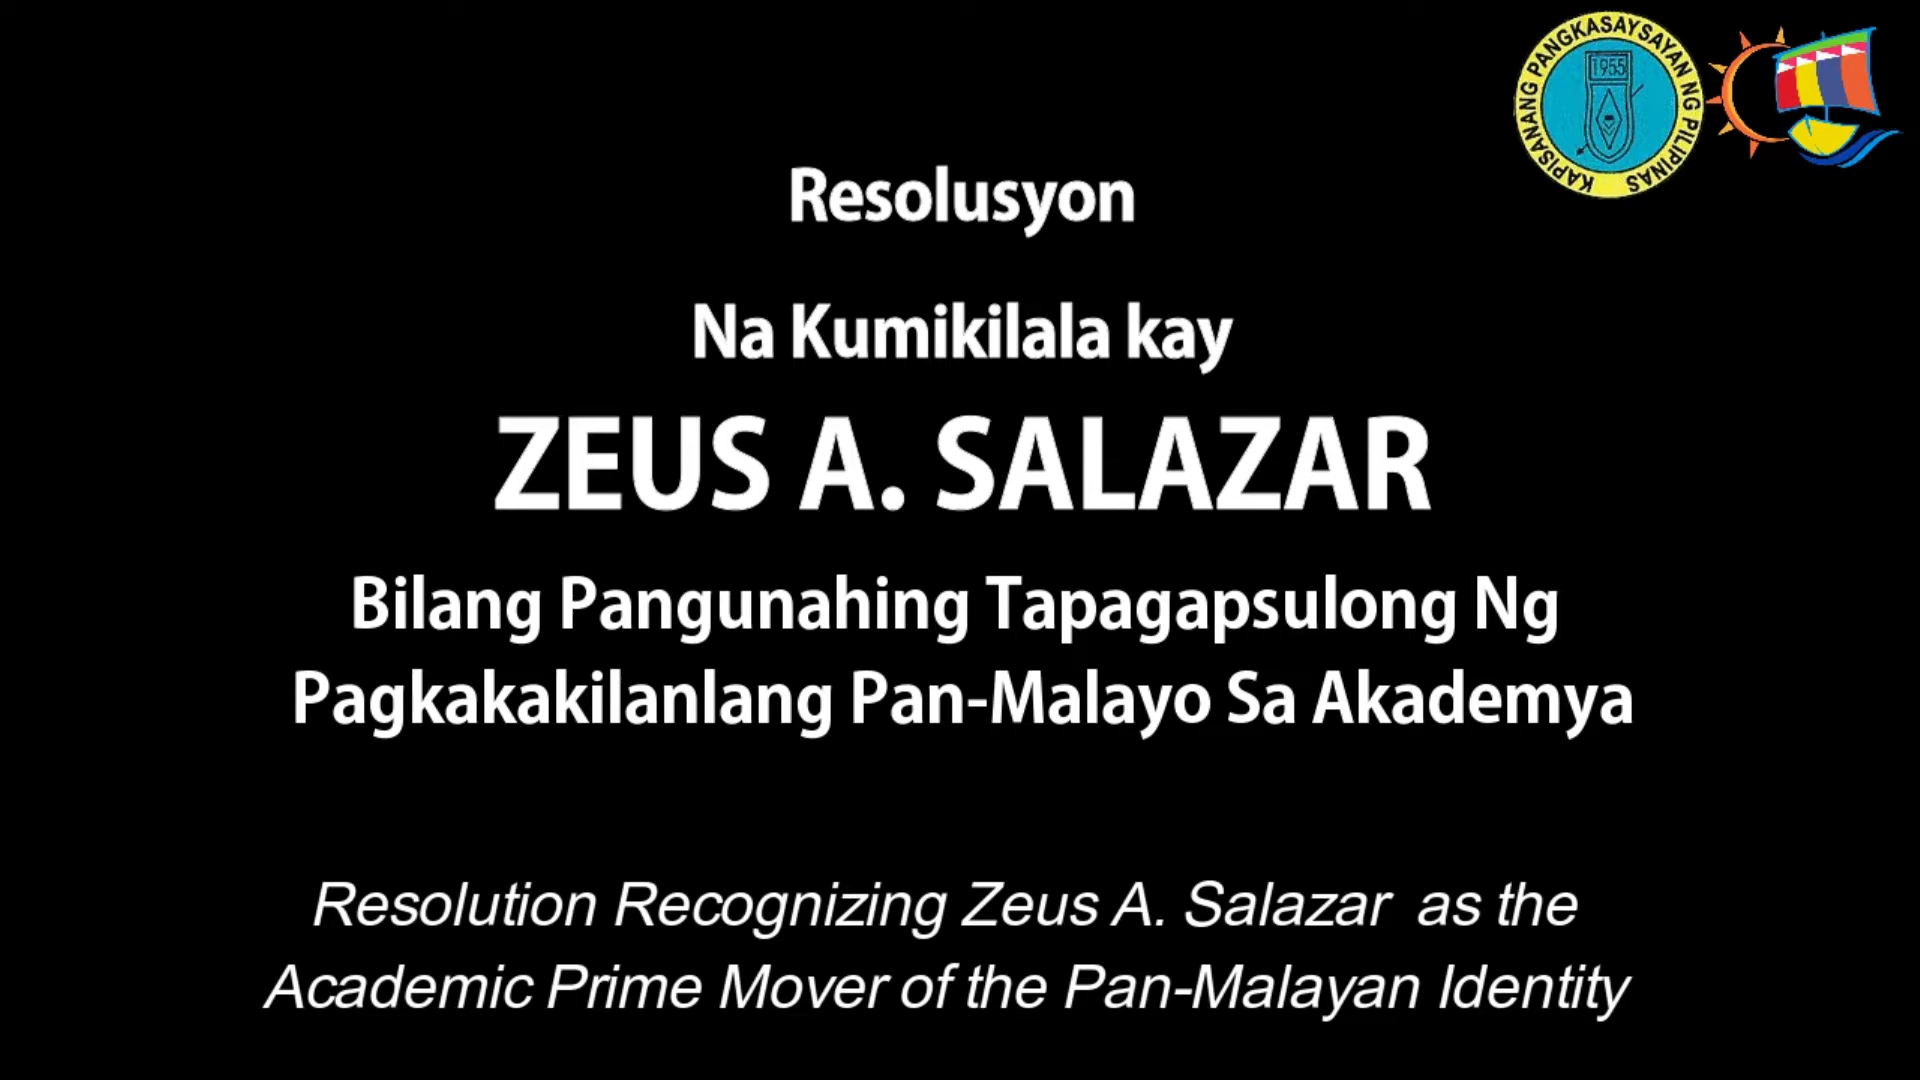 KAPISANANG PANGKASAYSAYAN NG PILIPINAS
1955
Resolusyon
Na Kumikilala kay
ZEUS A. SALAZAR
Bilang Pangunahing Tapagapsulong Ng
Pagkakakilanlang Pan-Malayo Sa Akademya
Resolution Recognizing Zeus A. Salazar as the
Academic Prime Mover of the Pan-Malayan Identity